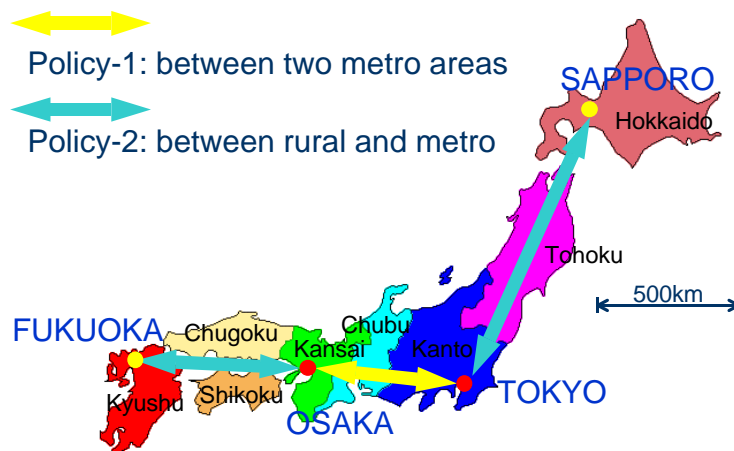 Policy-1: between two metro areas
SAPPORO
Hokkaido
Policy-2: between rural and metro
Tohoku
500km
FUKUOKA
Chugoku
Chubu
Kansai
Kanto
Kyushu
Shikoku
TOKYO
OSAKA